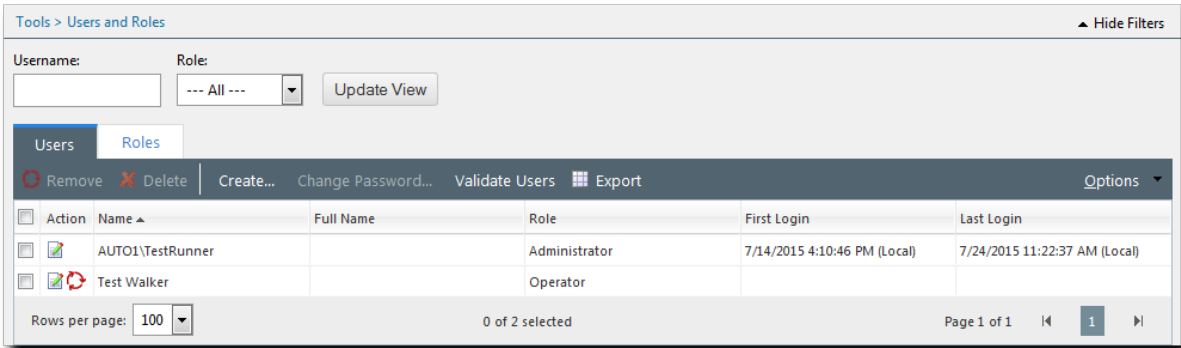 Tools > Users and Roles ▲ Hide Filters
Username: Role:
--- All --- Update View
Users Roles
Remove Delete Create... Change Password... Validate Users Export Options
Action Name Full Name Role First Login Last Login
AUTO1\TestRunner Administrator 7/14/2015 4:10:46 PM (Local) 7/24/2015 11:22:37 AM (Local)
Test Walker Operator
Rows per page: 100 0 of 2 selected Page 1 of 1 1